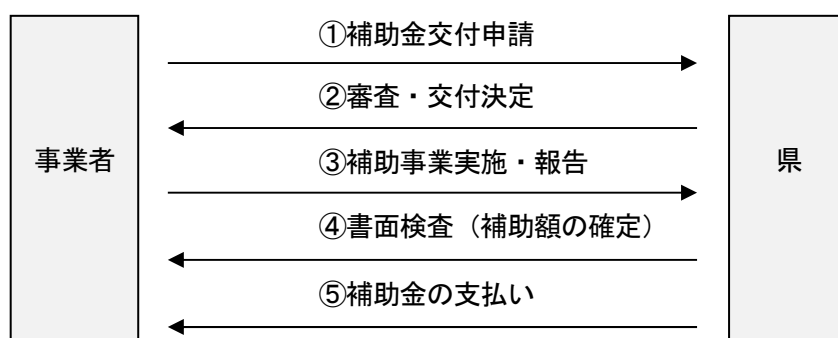 ①補助金交付申請
②審査・交付決定
事業者
③補助事業実施・報告
県
④書面検査（補助額の確定）
⑤補助金の支払い